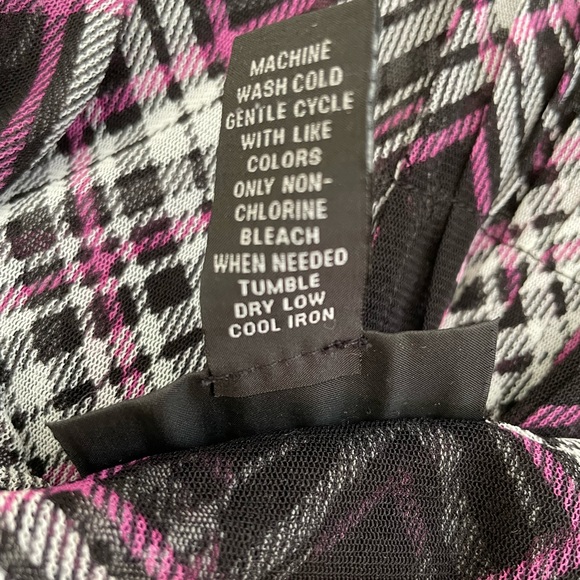 MACHINE
WASH COLD
GENTLE CYCLE
WITH LIKE
COLORS
ONLY NON-
CHLORINE
BLEACH
WHEN NEEDED
TUMBLE
DRY LOW
COOL IRON